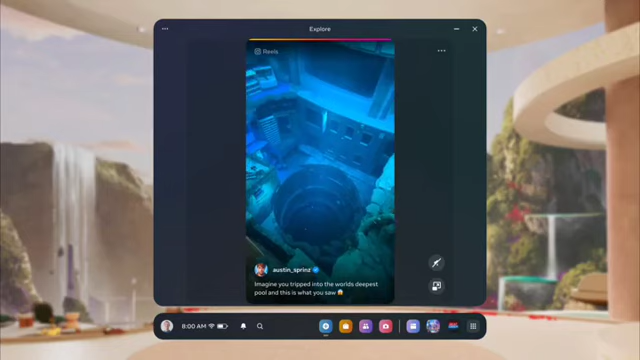 Explore
Reels
austin_sprinz
Imagine you tripped into the worlds deepest
pool and this is what you saw 😱
8:00 AM